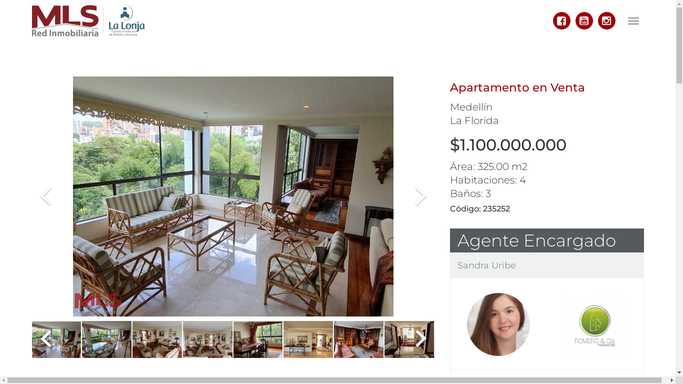 MLS
Red Inmobiliaria
La Lonja
Apartamento en Venta
Medellín
La Florida
$1.100.000.000
Área: 325.00 m2
Habitaciones: 4
Baños: 3
Código: 235252
Agente Encargado
Sandra Uribe
MLS